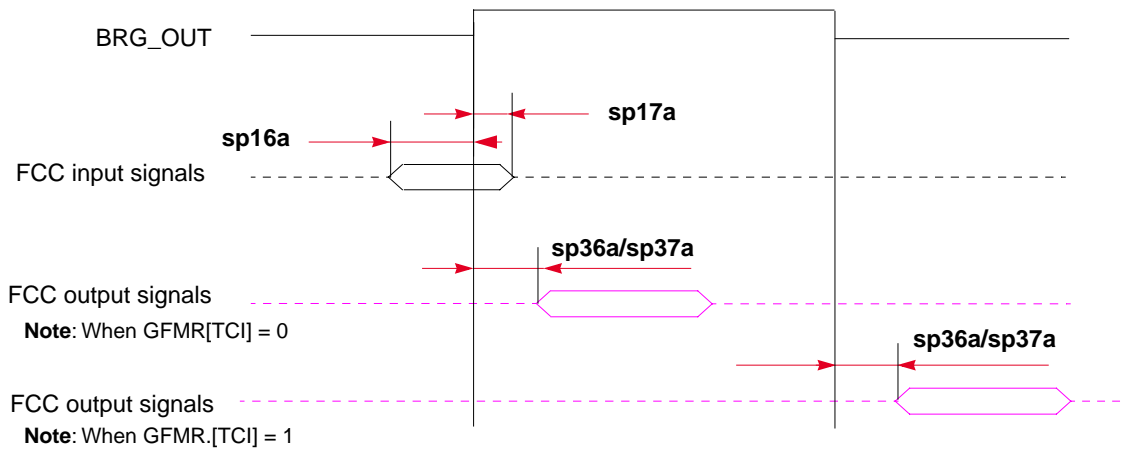 BRG_OUT
sp17a
sp16a
FCC input signals
sp36a/sp37a
FCC output signals
Note: When GFMR[TCI] = 0
sp36a/sp37a
FCC output signals
Note: When GFMR.[TCI] = 1